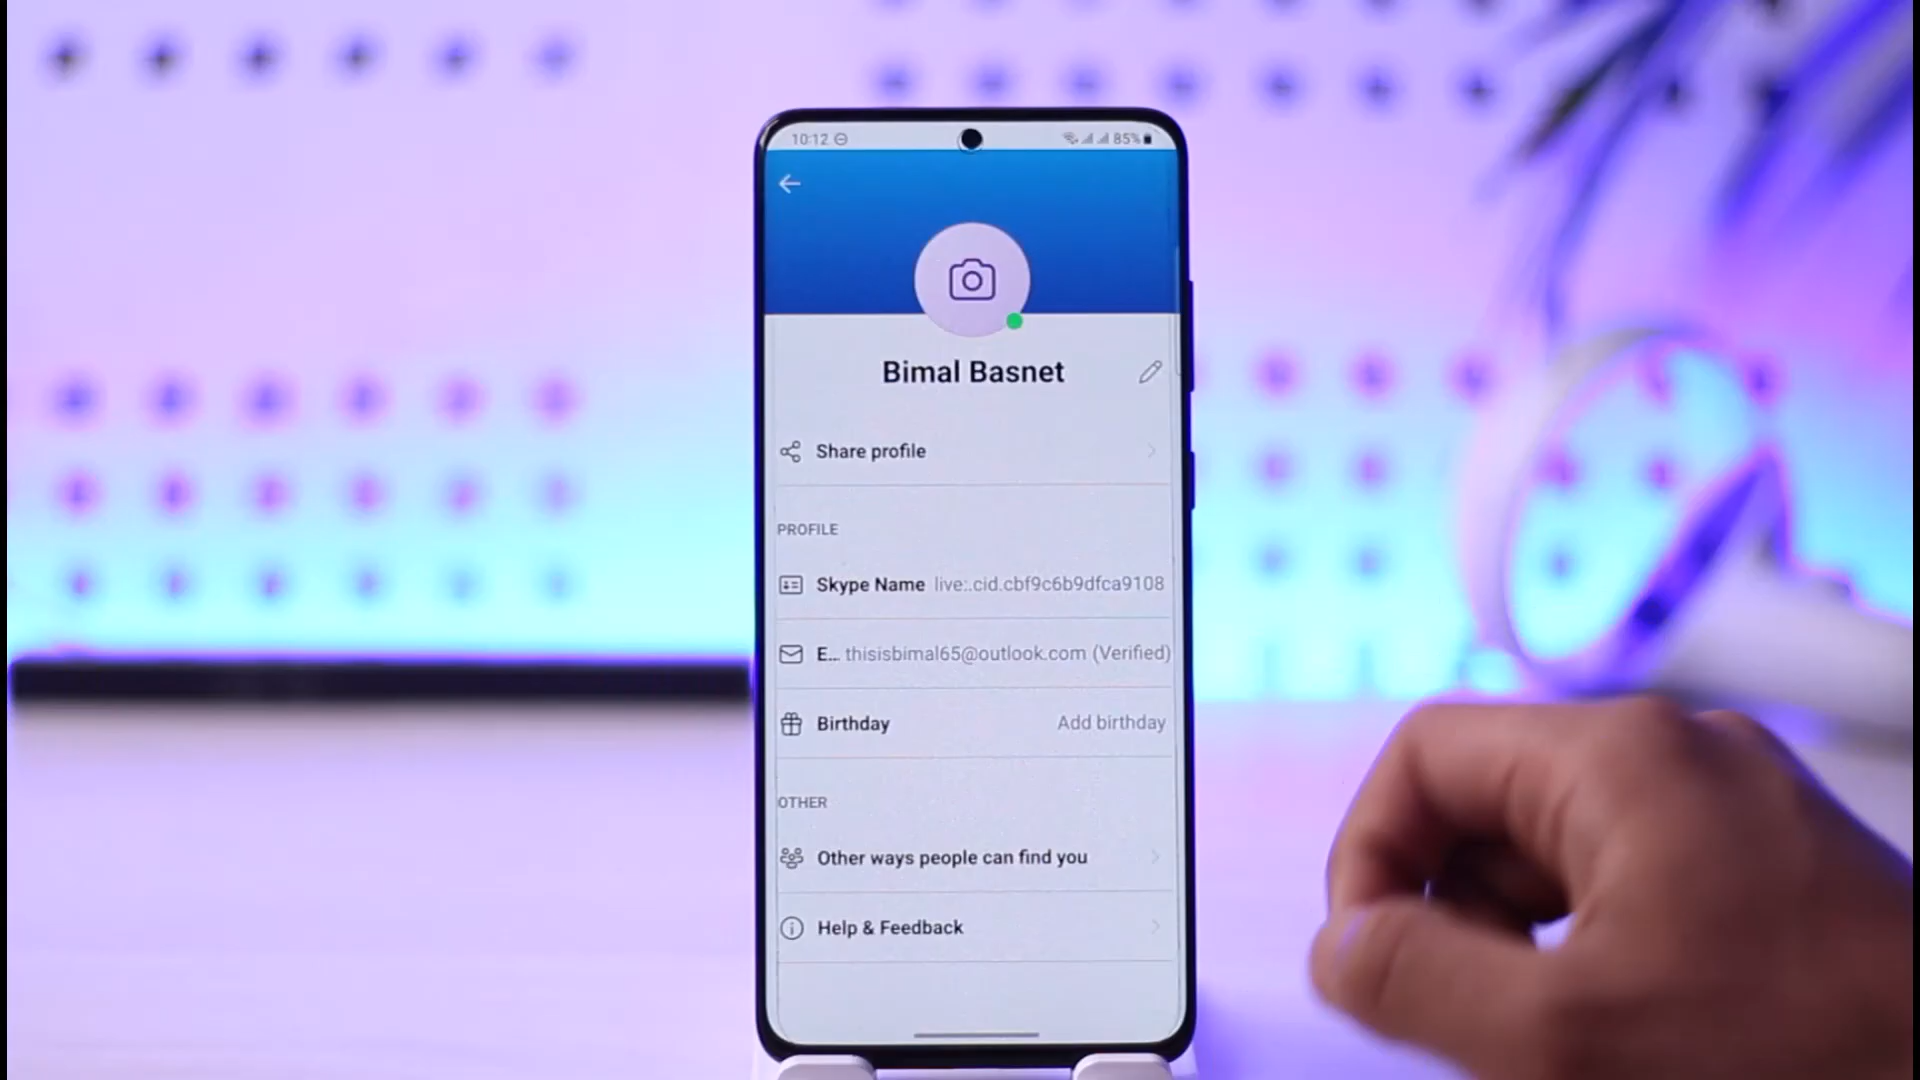 10:12 85%
Bimal Basnet
Share profile
PROFILE
Skype Name live:.cid.cbf9c6b9dfca9108
E... thisisbimal65@outlook.com (Verified)
Birthday Add birthday
OTHER
Other ways people can find you
Help & Feedback